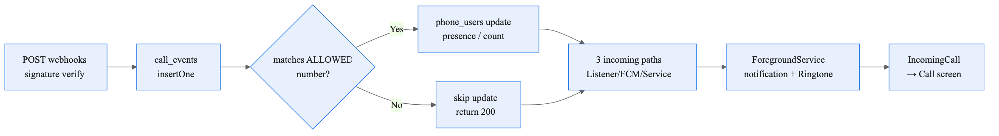 POST webhooks
signature verify
call_events
insertOne
matches ALLOWED
number?
Yes
phone_users update
presence / count
No
skip update
return 200
3 incoming paths
Listener/FCM/Service
ForegroundService
notification + Ringtone
IncomingCall
→ Call screen